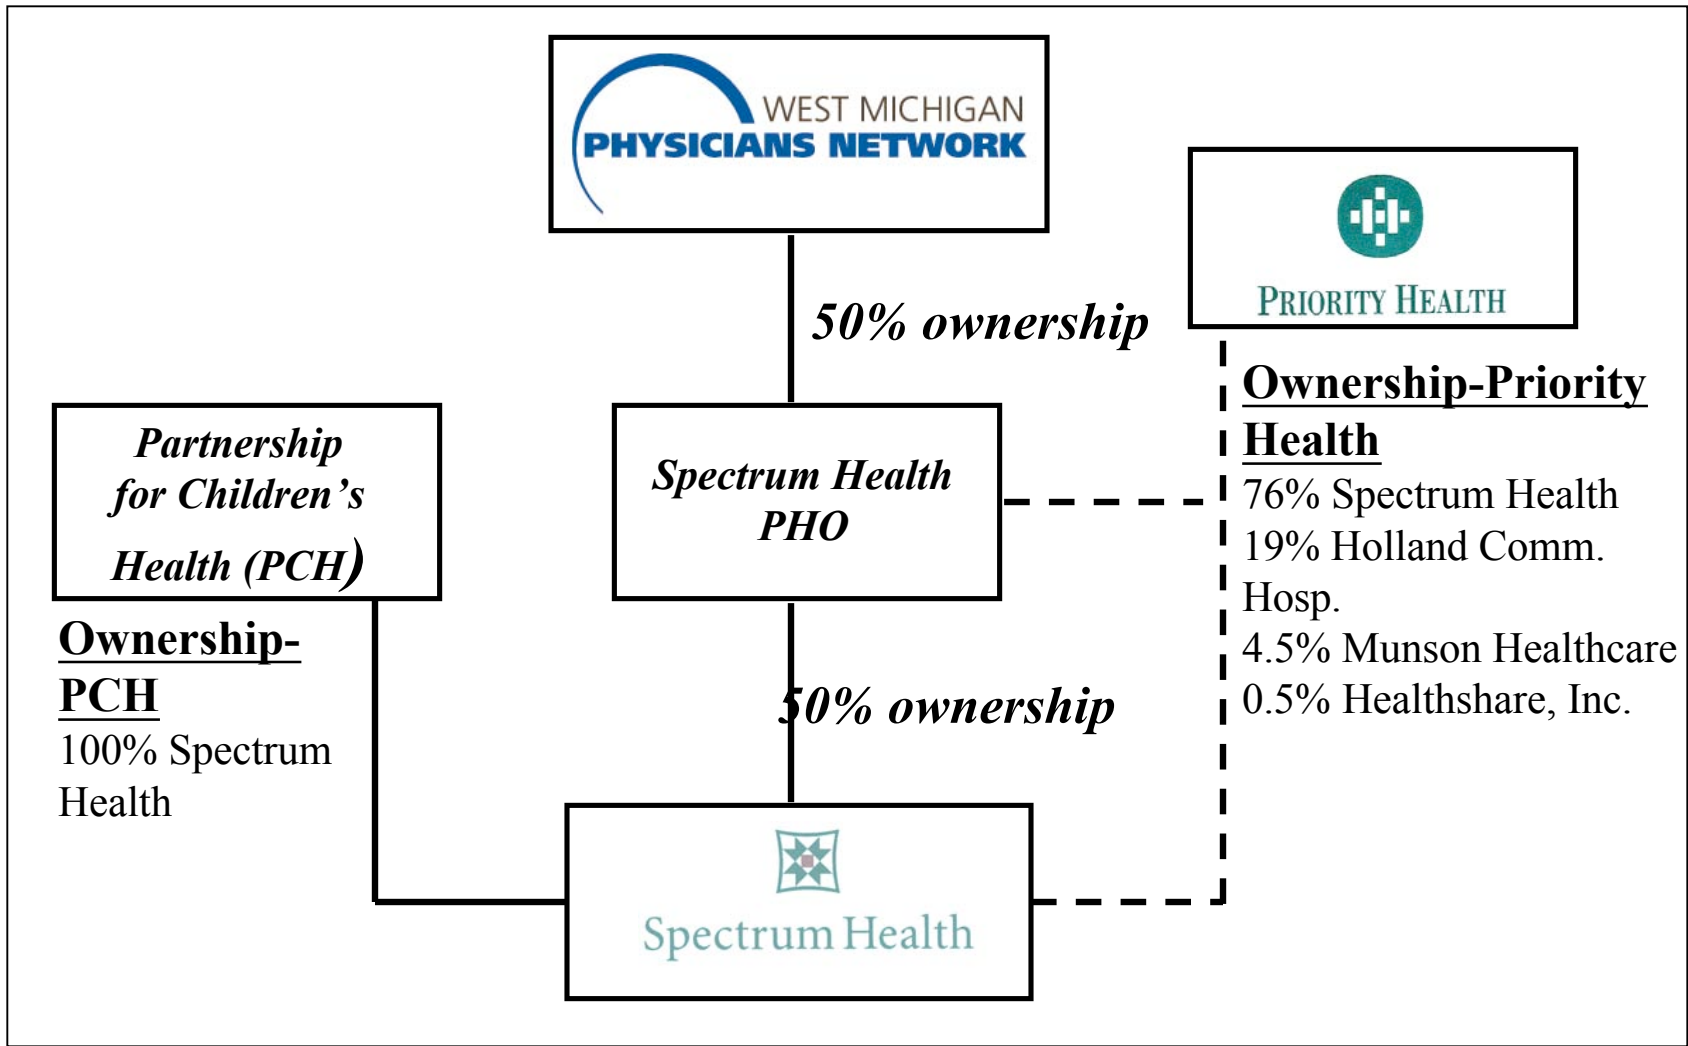 WEST MICHIGAN
PHYSICIANS NETWORK
PRIORITY HEALTH
50% ownership
Ownership-Priority
Health
76% Spectrum Health
19% Holland Comm.
Hosp.
4.5% Munson Healthcare
0.5% Healthshare, Inc.
Partnership
for Children’s
Health (PCH)
Ownership-
PCH
100% Spectrum
Health
Spectrum Health
PHO
50% ownership
Spectrum Health